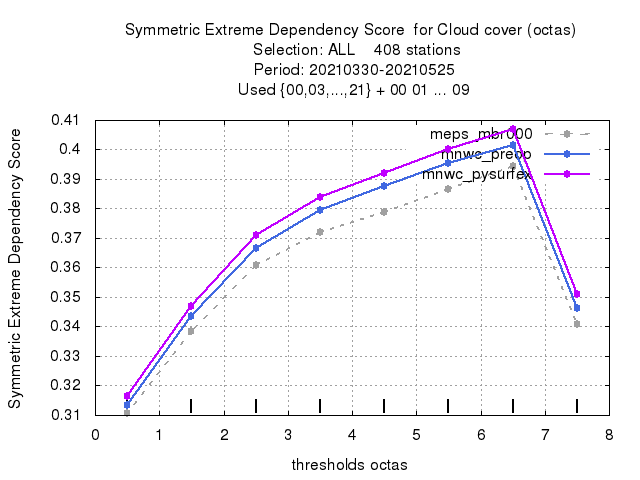 Symmetric Extreme Dependency Score  for Cloud cover (octas)
Selection: ALL    408 stations
Period: 20210330-20210525
Used {00,03,...,21} + 00 01 ... 09
Symmetric Extreme Dependency Score
0.41
0.4
0.39
0.38
0.37
0.36
0.35
0.34
0.33
0.32
0.31
meps_mbr000
mnwc_preop
mnwc_pysurfex
0 1 2 3 4 5 6 7 8
thresholds octas